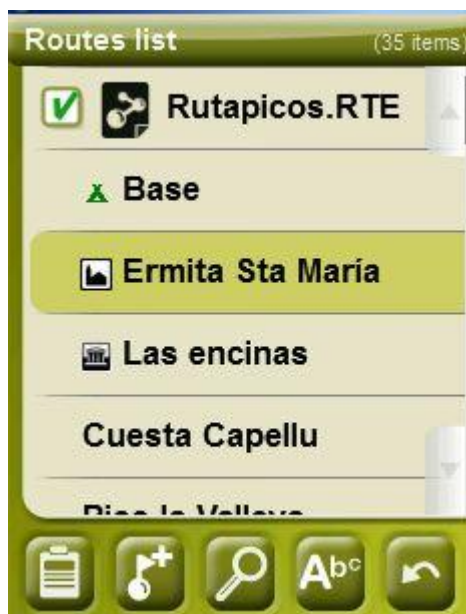 Routes list (35 items)
Rutapicos.RTE
Base
Ermita Sta María
Las encinas
Cuesta Capellu
Abc